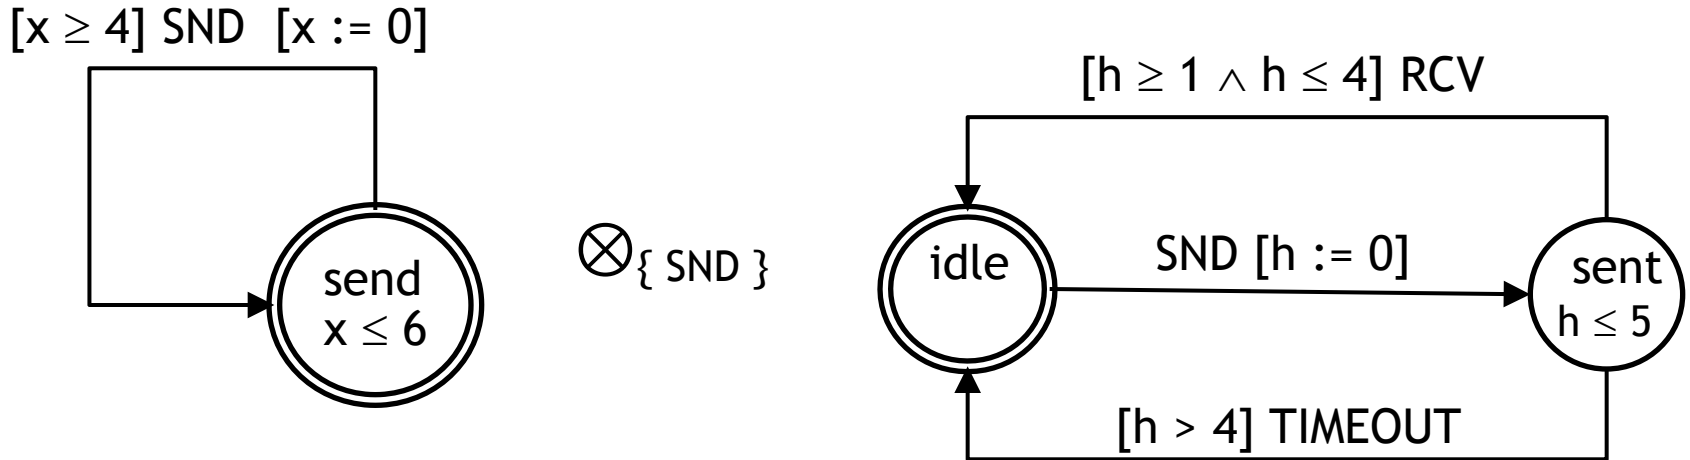 [x ≥ 4] SND [x := 0]
send
x ≤ 6
⊗{ SND }
[h ≥ 1 ∧ h ≤ 4] RCV
idle
SND [h := 0]
sent
h ≤ 5
[h > 4] TIMEOUT